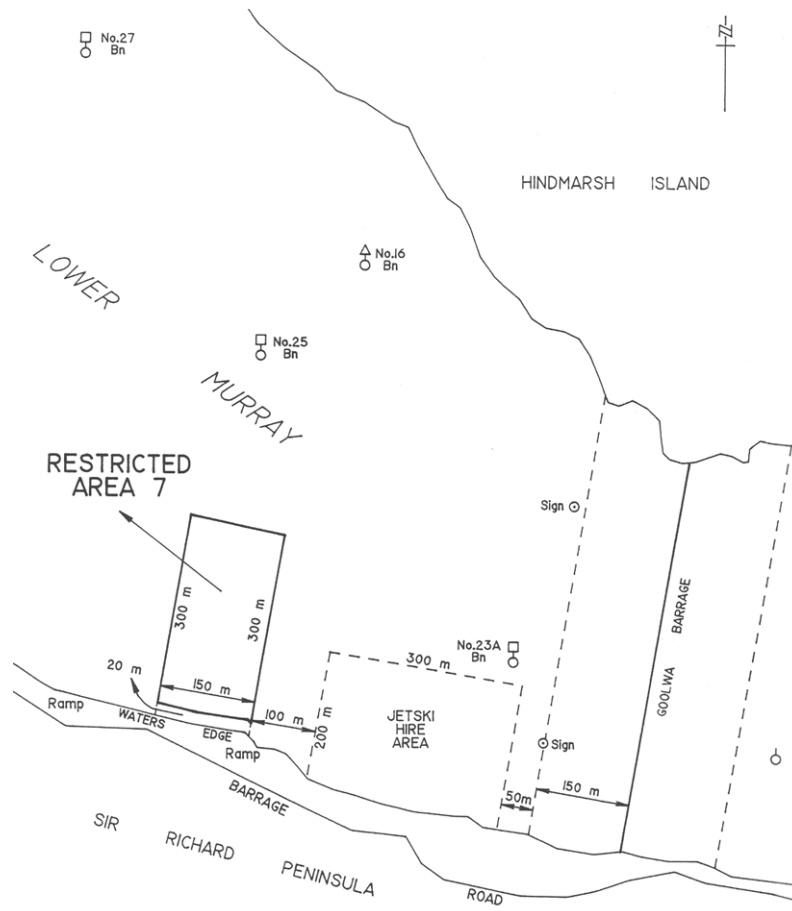 No.27
Bn
N
HINDMARSH ISLAND
No.16
Bn
LOWER
No.25
Bn
MURRAY
RESTRICTED
AREA 7
Sign
300 m
300 m
GOOLWA BARRAGE
No.23A
Bn
300 m
20 m
150 m
Ramp
WATERS EDGE
100 m
200 m
JETSKI
HIRE
AREA
Sign
Ramp
BARRAGE ROAD
50m
150 m
SIR RICHARD PENINSULA